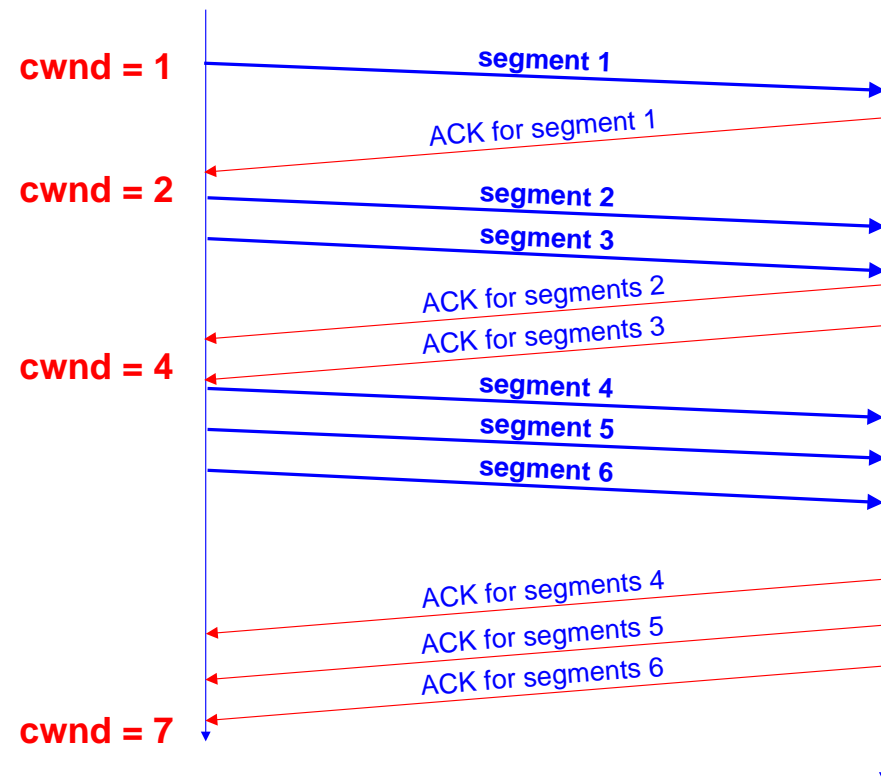 cwnd = 1
segment 1
ACK for segment 1
cwnd = 2
segment 2
segment 3
ACK for segments 2
ACK for segments 3
cwnd = 4
segment 4
segment 5
segment 6
ACK for segments 4
ACK for segments 5
ACK for segments 6
cwnd = 7